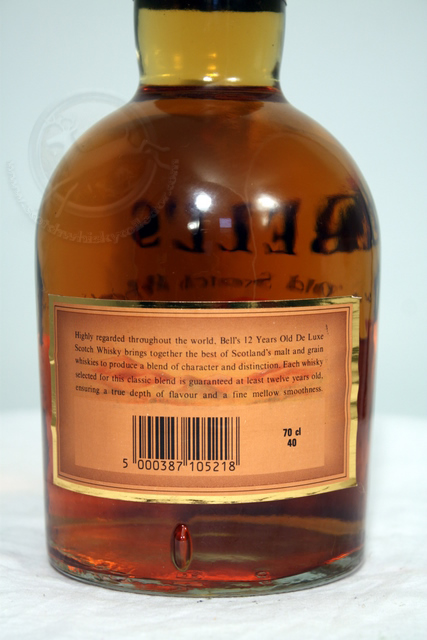 BELL'S
Old Scotch
Highly regarded throughout the world, Bell's 12 Years Old De Luxe
Scotch Whisky brings together the best of Scotland's malt and grain
whiskies to produce a blend of character and distinction. Each whisky
selected for this classic blend is guaranteed at least twelve years old,
ensuring a true depth of flavour and a fine mellow smoothness.
70 cl
40
5 000387 105218